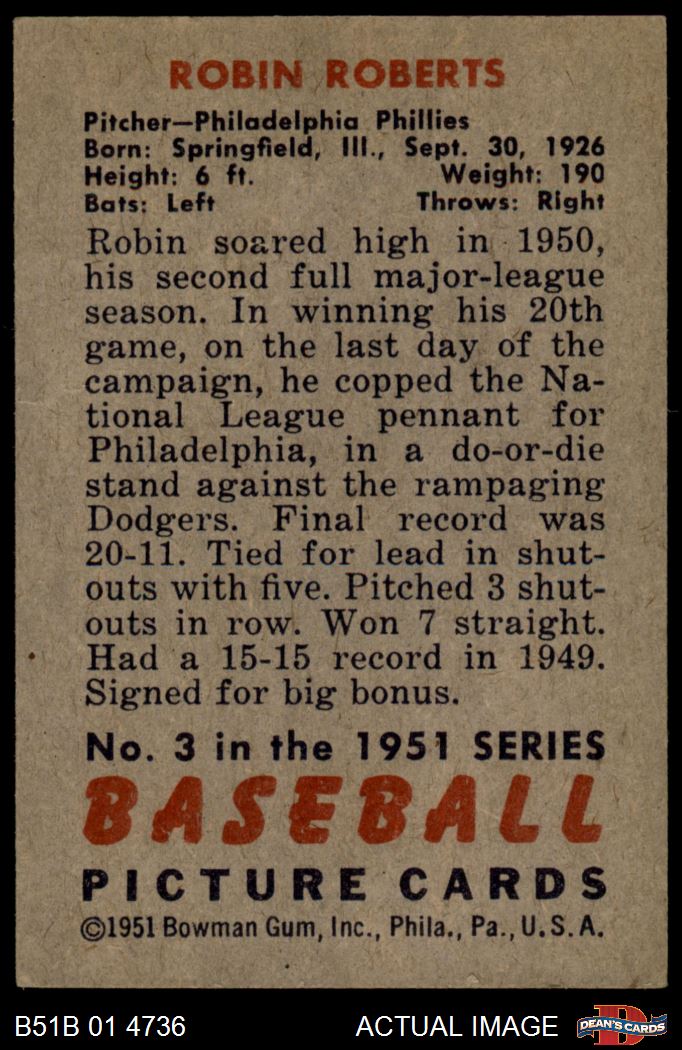 ROBIN ROBERTS
Pitcher—Philadelphia Phillies
Born: Springfield, Ill., Sept. 30, 1926
Height: 6 ft. Weight: 190
Bats: Left Throws: Right
Robin soared high in 1950,
his second full major-league
season. In winning his 20th
game, on the last day of the
campaign, he copped the Na-
tional League pennant for
Philadelphia, in a do-or-die
stand against the rampaging
Dodgers. Final record was
20-11. Tied for lead in shut-
outs with five. Pitched 3 shut-
outs in row. Won 7 straight.
Had a 15-15 record in 1949.
Signed for big bonus.
No. 3 in the 1951 SERIES
BASEBALL
PICTURE CARDS
©1951 Bowman Gum, Inc., Phila., Pa., U.S.A.
B51B 01 4736 ACTUAL IMAGE
D
DEAN'S CARDS